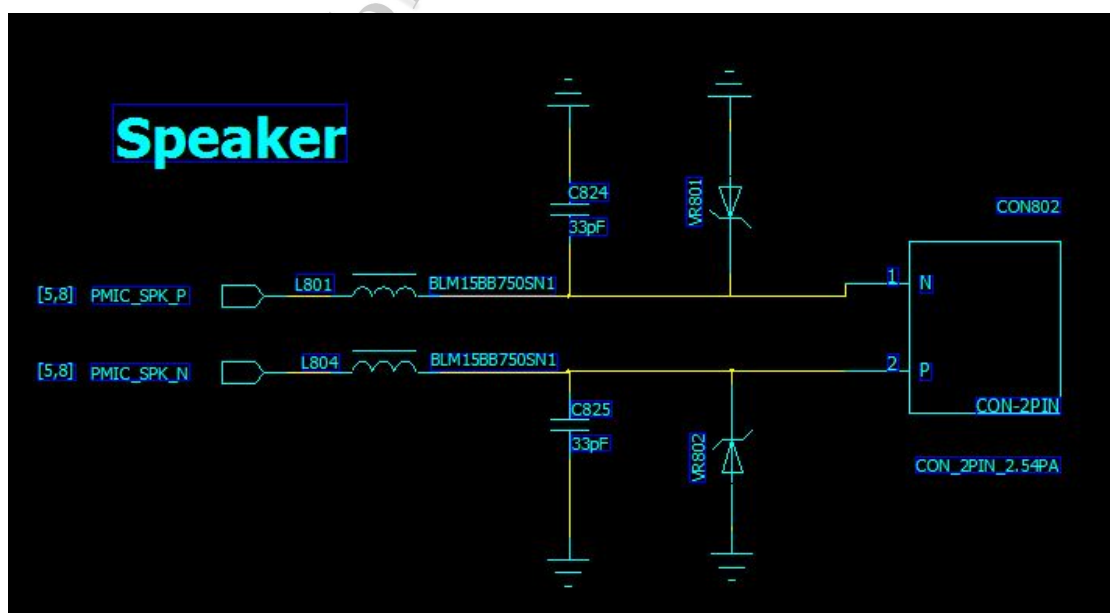 Speaker
C824
33pF
VR801
CON802
[5,8] PMIC_SPK_P L801 BLM15BB750SN1 1 N
[5,8] PMIC_SPK_N L804 BLM15BB750SN1 2 P
C825
33pF
VR802
CON-2PIN
CON_2PIN_2.54PA